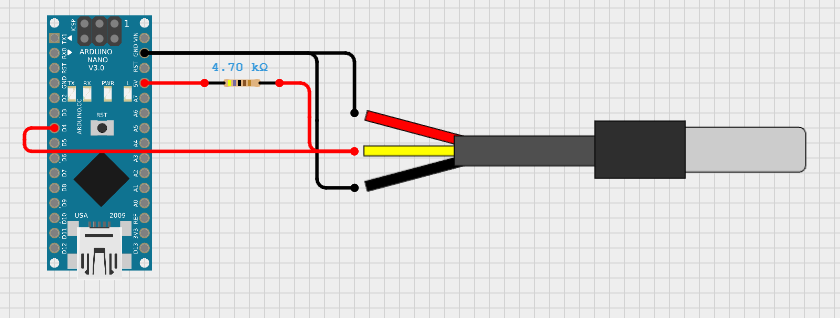 ICSP
1
TX1
RX0
RST
GND
D2
D3
D4
D5
D6
D7
D8
D9
D10
D11
D12
ARDUINO
NANO
V3.0
TX
RX
PWR
L
ARDUINO.CC
RST
USA
2009
VIN
GND
RST
5V
A7
A6
A5
A4
A3
A2
A1
A0
REF
3V3
D13
4.70 kΩ